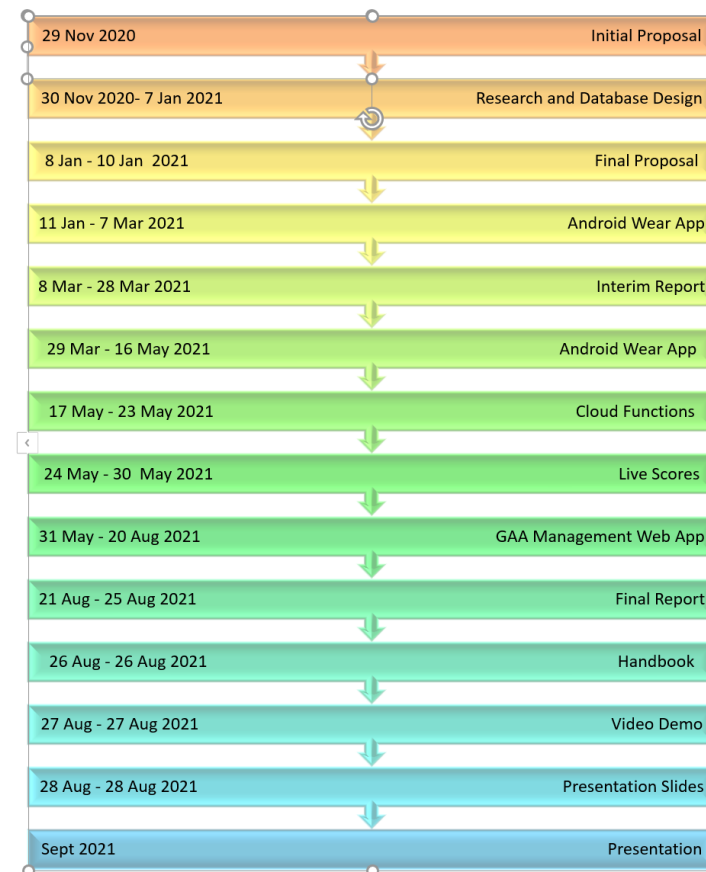 29 Nov 2020 Initial Proposal
30 Nov 2020- 7 Jan 2021 Research and Database Design
8 Jan - 10 Jan  2021 Final Proposal
11 Jan - 7 Mar 2021 Android Wear App
8 Mar - 28 Mar 2021 Interim Report
29 Mar - 16 May 2021 Android Wear App
17 May - 23 May 2021 Cloud Functions
24 May - 30  May 2021 Live Scores
31 May - 20 Aug 2021 GAA Management Web App
21 Aug - 25 Aug 2021 Final Report
26 Aug - 26 Aug 2021 Handbook
27 Aug - 27 Aug 2021 Video Demo
28 Aug - 28 Aug 2021 Presentation Slides
Sept 2021 Presentation